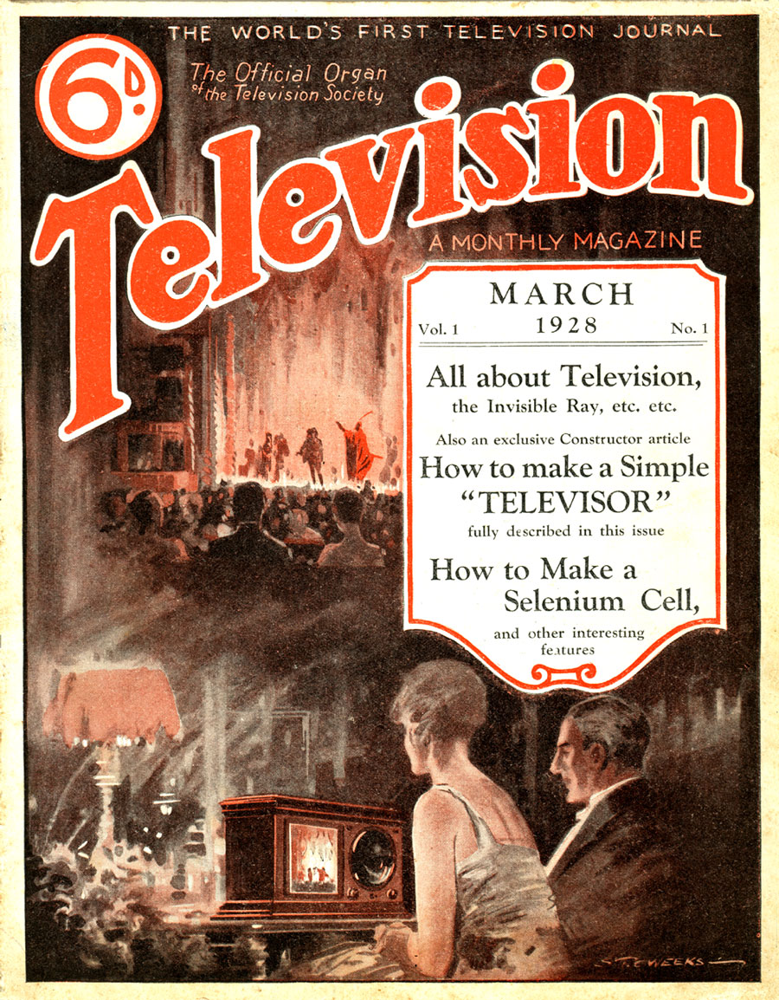 THE WORLD'S FIRST TELEVISION JOURNAL
6D.
The Official Organ
of the Television Society
Television
A MONTHLY MAGAZINE
MARCH
1928
Vol. 1 No. 1
All about Television,
the Invisible Ray, etc. etc.
Also an exclusive Constructor article
How to make a Simple
“TELEVISOR”
fully described in this issue
How to Make a
Selenium Cell,
and other interesting
features
WEEKS